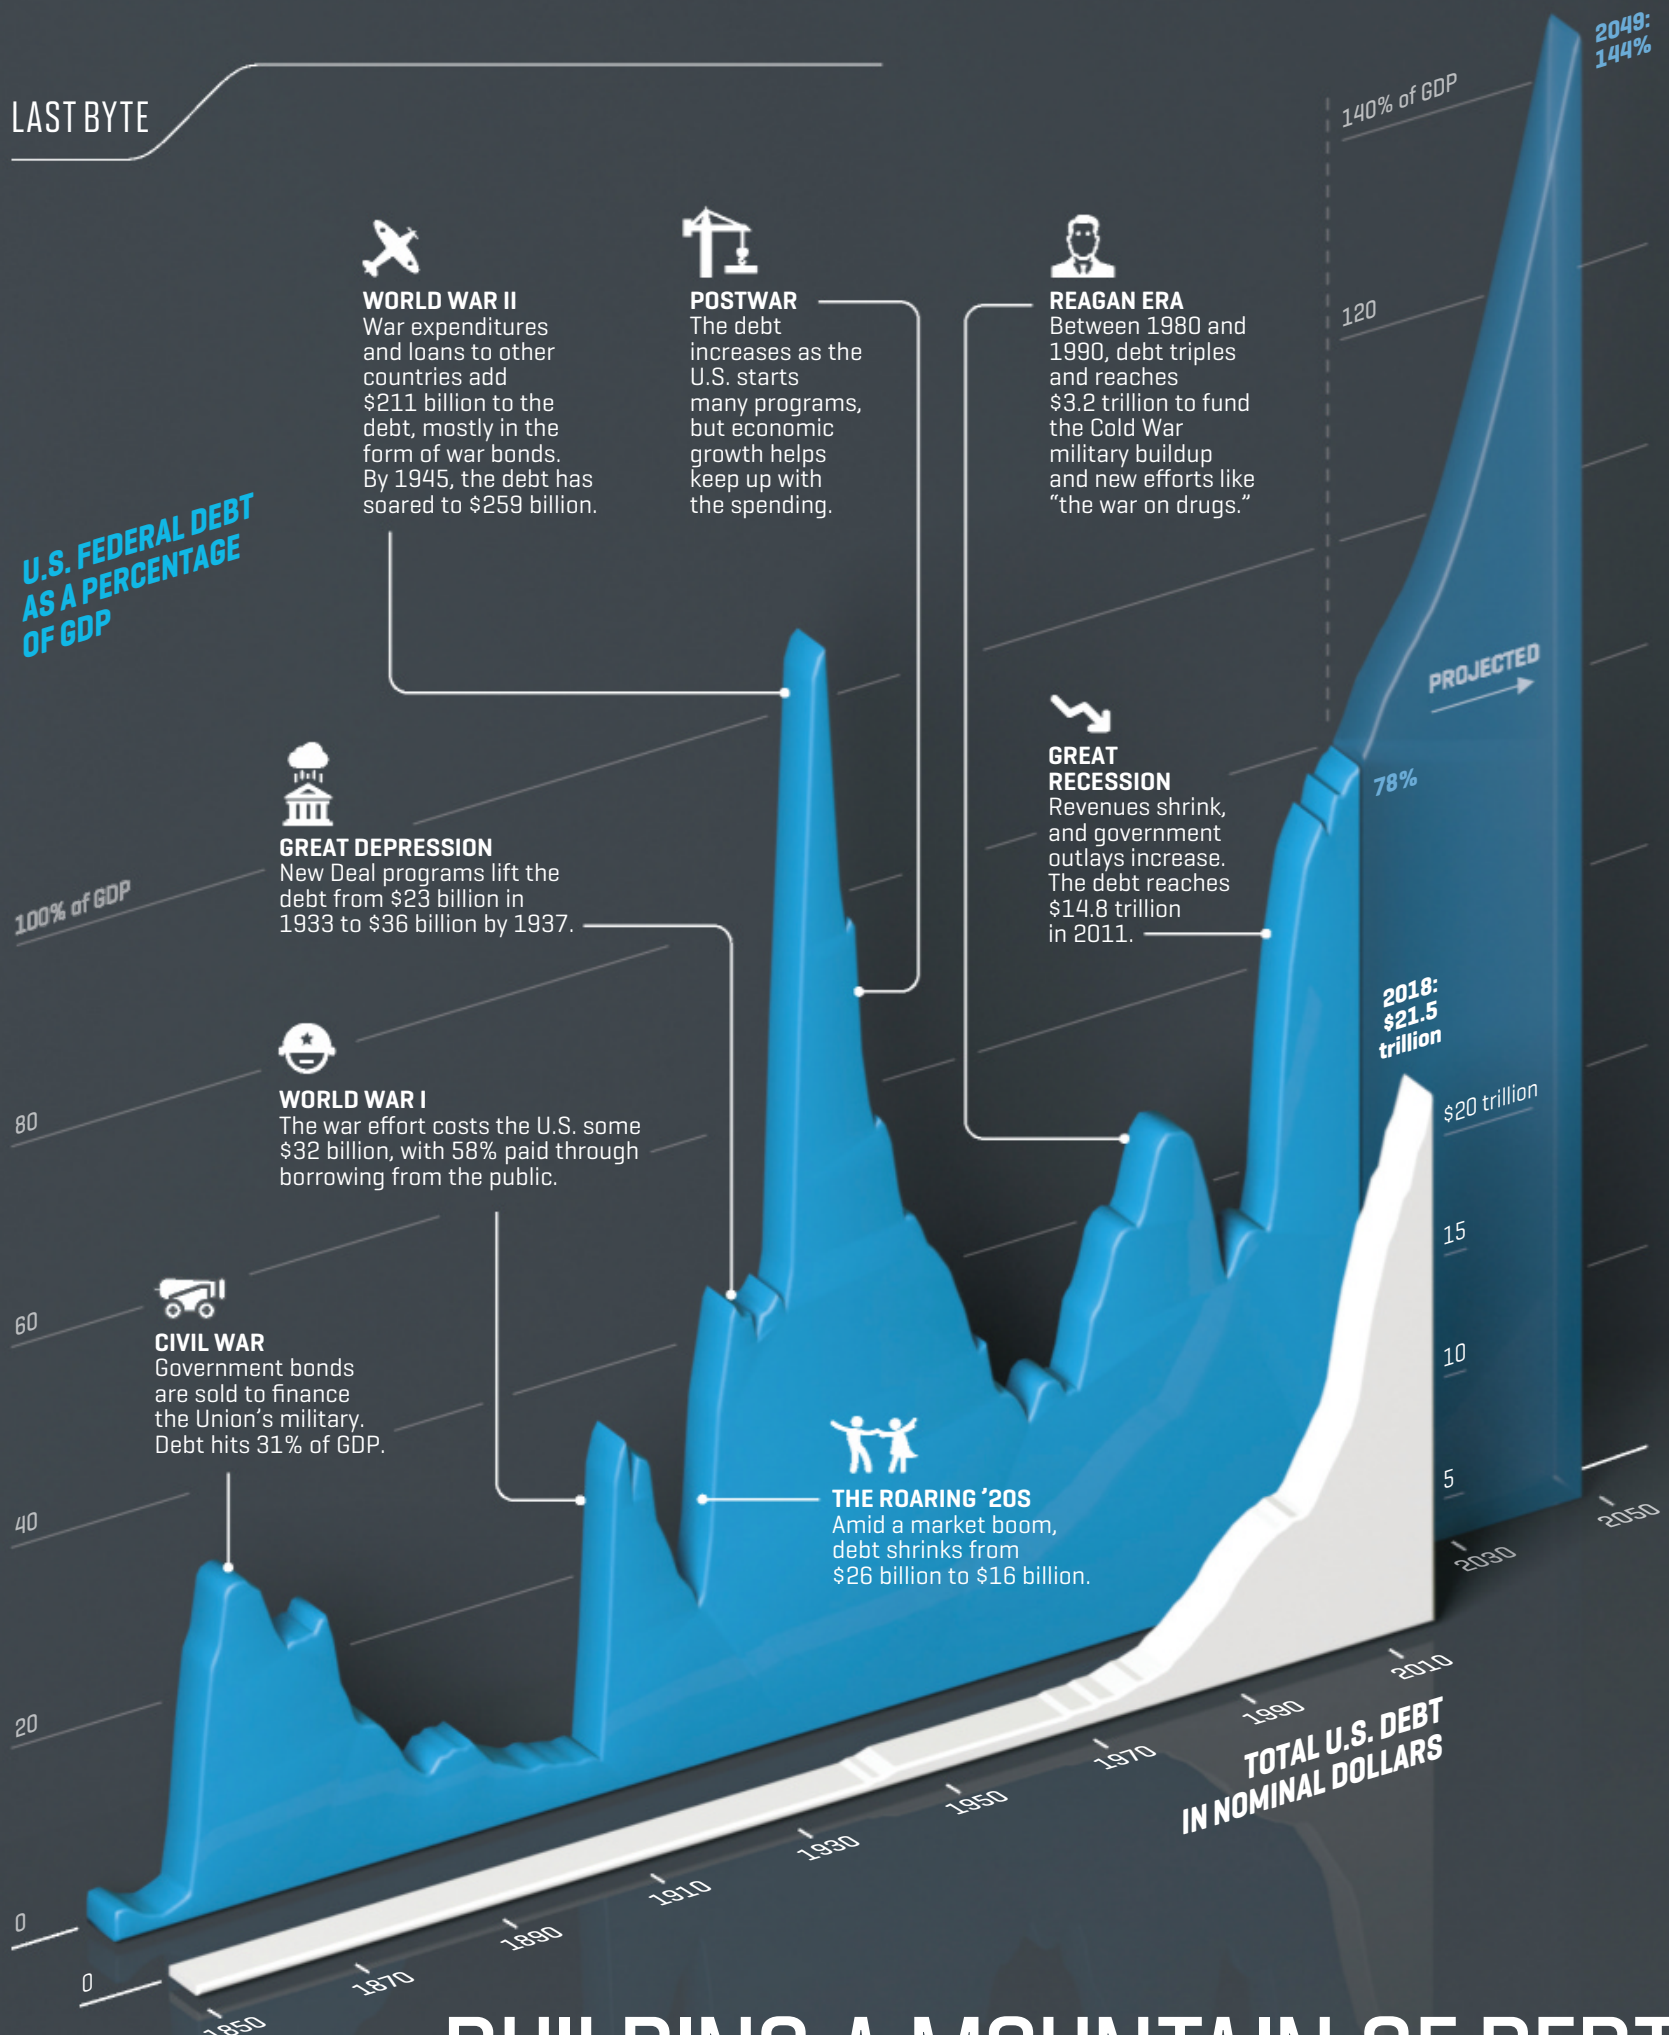 LAST BYTE
2049:
144%
140% of GDP
120
WORLD WAR II
War expenditures
and loans to other
countries add
$211 billion to the
debt, mostly in the
form of war bonds.
By 1945, the debt has
soared to $259 billion.
POSTWAR
The debt
increases as the
U.S. starts
many programs,
but economic
growth helps
keep up with
the spending.
REAGAN ERA
Between 1980 and
1990, debt triples
and reaches
$3.2 trillion to fund
the Cold War
military buildup
and new efforts like
“the war on drugs.”
U.S. FEDERAL DEBT
AS A PERCENTAGE
OF GDP
PROJECTED
GREAT
RECESSION
Revenues shrink,
and government
outlays increase.
The debt reaches
$14.8 trillion
in 2011.
78%
GREAT DEPRESSION
New Deal programs lift the
debt from $23 billion in
1933 to $36 billion by 1937.
100% of GDP
2018:
$21.5
trillion
WORLD WAR I
The war effort costs the U.S. some
$32 billion, with 58% paid through
borrowing from the public.
80
$20 trillion
15
10
5
60
CIVIL WAR
Government bonds
are sold to finance
the Union’s military.
Debt hits 31% of GDP.
THE ROARING ’20S
Amid a market boom,
debt shrinks from
$26 billion to $16 billion.
40
20
0
0
1850
1870
1890
1910
1930
1950
1970
1990
2010
2030
2050
TOTAL U.S. DEBT
IN NOMINAL DOLLARS
BUILDING A MOUNTAIN OF DEBT